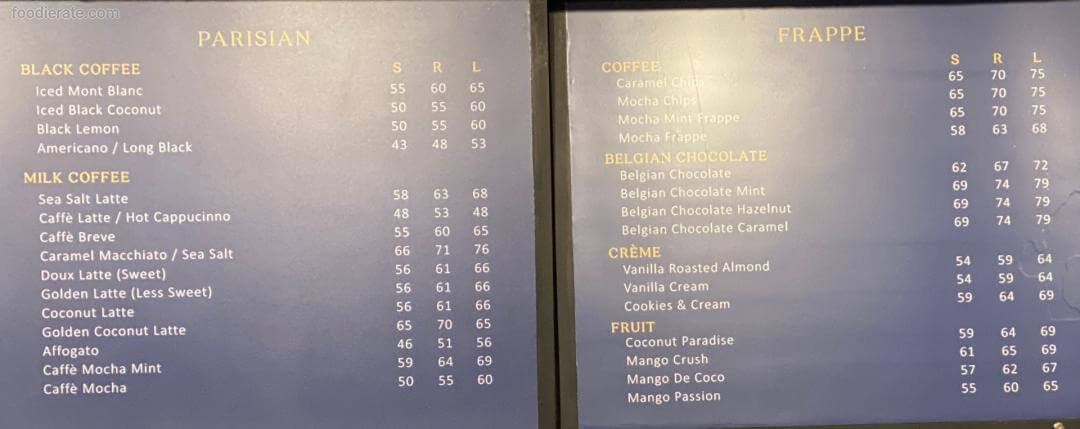 foodierate.com
PARISIAN
BLACK COFFEE S R L
Iced Mont Blanc 55 60 65
Iced Black Coconut 50 55 60
Black Lemon 50 55 60
Americano / Long Black 43 48 53
MILK COFFEE
Sea Salt Latte 58 63 68
Caffè Latte / Hot Cappucinno 48 53 48
Caffè Breve 55 60 65
Caramel Macchiato / Sea Salt 66 71 76
Doux Latte (Sweet) 56 61 66
Golden Latte (Less Sweet) 56 61 66
Coconut Latte 56 61 66
Golden Coconut Latte 65 70 65
Affogato 46 51 56
Caffè Mocha Mint 59 64 69
Caffè Mocha 50 55 60
FRAPPE
COFFEE S R L
Caramel Chips 65 70 75
Mocha Chips 65 70 75
Mocha Mint Frappe 65 70 75
Mocha Frăppe 58 63 68
BELGIAN CHOCOLATE
Belgian Chocolate 62 67 72
Belgian Chocolate Mint 69 74 79
Belgian Chocolate Hazelnut 69 74 79
Belgian Chocolate Caramel 69 74 79
CRÈME
Vanilla Roasted Almond 54 59 64
Vanilla Cream 54 59 64
Cookies & Cream 59 64 69
FRUIT
Coconut Paradise 59 64 69
Mango Crush 61 65 69
Mango De Coco 57 62 67
Mango Passion 55 60 65